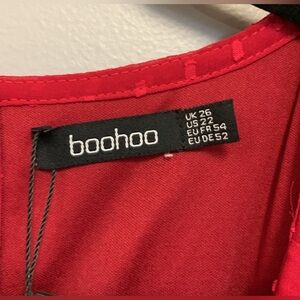 boohoo
UK 26
US 22
EU FR 54
EU DE 52